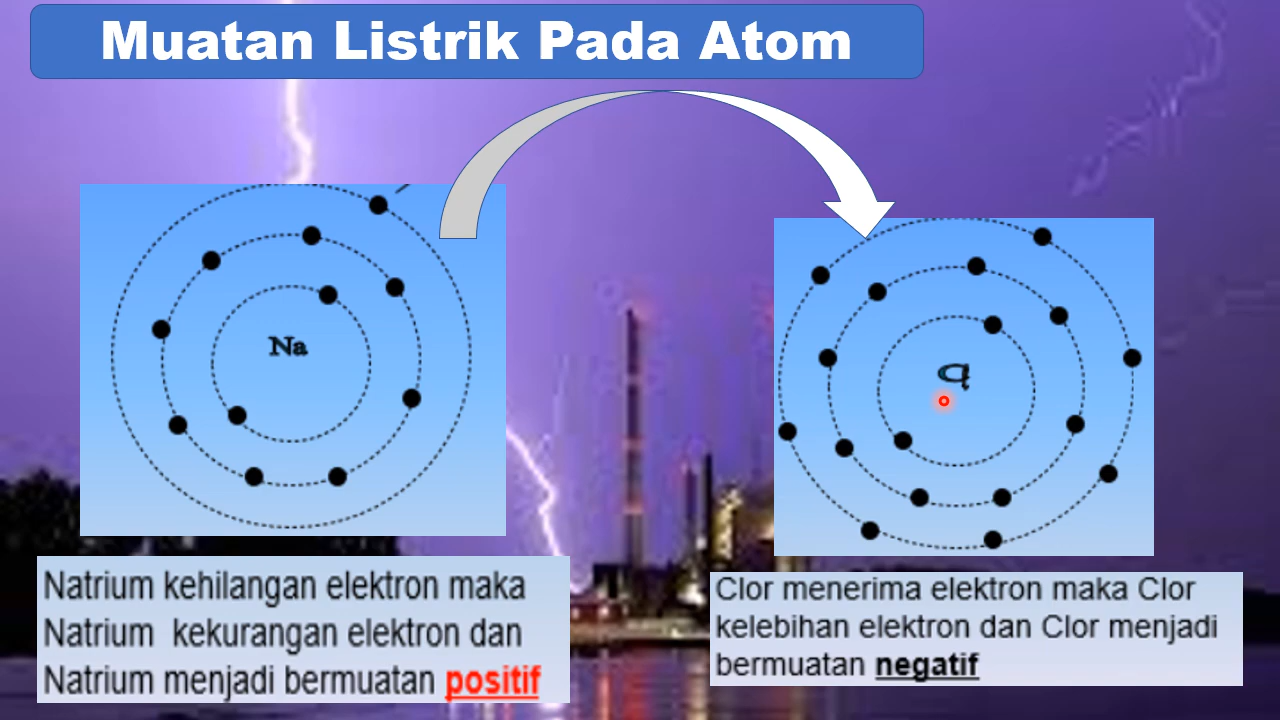 Muatan Listrik Pada Atom
Na
Cl
Natrium kehilangan elektron maka
Natrium kekurangan elektron dan
Natrium menjadi bermuatan positif
Clor menerima elektron maka Clor
kelebihan elektron dan Clor menjadi
bermuatan negatif